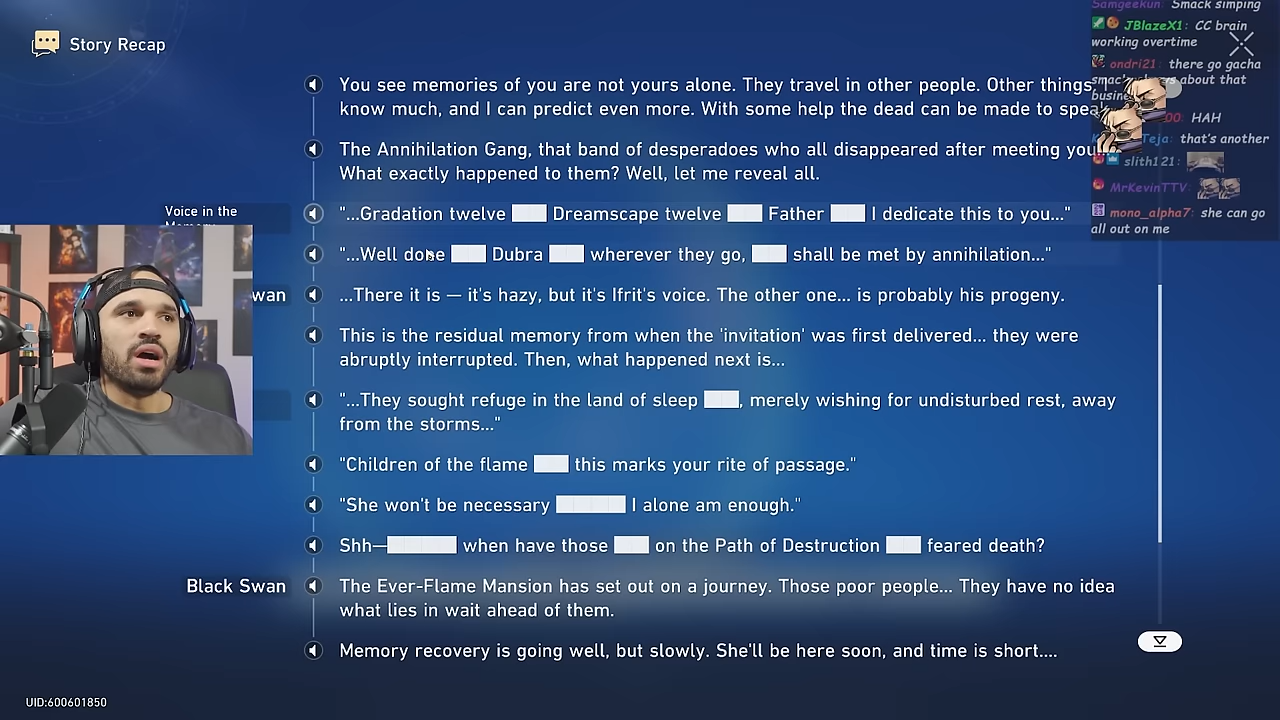 Story Recap
You see memories of you are not yours alone. They travel in other people. Other things,
know much, and I can predict even more. With some help the dead can be made to spea
The Annihilation Gang, that band of desperadoes who all disappeared after meeting you
What exactly happened to them? Well, let me reveal all.
Voice in the
"...Gradation twelve ██ Dreamscape twelve ██ Father ██ I dedicate this to you..."
"...Well done ██ Dubra ██ wherever they go, ██ shall be met by annihilation..."
wan
...There it is — it's hazy, but it's Ifrit's voice. The other one... is probably his progeny.
This is the residual memory from when the 'invitation' was first delivered... they were
abruptly interrupted. Then, what happened next is...
"...They sought refuge in the land of sleep ██, merely wishing for undisturbed rest, away
from the storms..."
"Children of the flame ██ this marks your rite of passage."
"She won't be necessary ████ I alone am enough."
Shh—████ when have those ██ on the Path of Destruction ██ feared death?
Black Swan
The Ever-Flame Mansion has set out on a journey. Those poor people... They have no idea
what lies in wait ahead of them.
Memory recovery is going well, but slowly. She'll be here soon, and time is short....
UID:600601850
Samgeekun: Smack simping
JBlazeX1: CC brain
working overtime
ondri21: there go gacha
about that
HAH
Teja: that's another
slith121:
MrKevinTTV:
mono_alpha7: she can go
all out on me